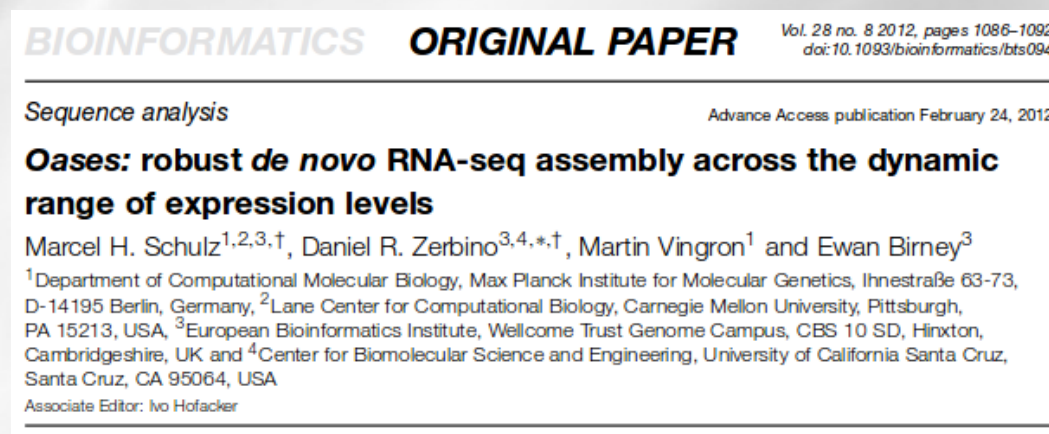 BIOINFORMATICS ORIGINAL PAPER Vol. 28 no. 8 2012, pages 1086–1092
doi:10.1093/bioinformatics/bts094
Sequence analysis Advance Access publication February 24, 2012
Oases: robust de novo RNA-seq assembly across the dynamic
range of expression levels
Marcel H. Schulz1,2,3,†, Daniel R. Zerbino3,4,∗,†, Martin Vingron1 and Ewan Birney3
1Department of Computational Molecular Biology, Max Planck Institute for Molecular Genetics, Ihnestraße 63-73,
D-14195 Berlin, Germany, 2Lane Center for Computational Biology, Carnegie Mellon University, Pittsburgh,
PA 15213, USA, 3European Bioinformatics Institute, Wellcome Trust Genome Campus, CBS 10 SD, Hinxton,
Cambridgeshire, UK and 4Center for Biomolecular Science and Engineering, University of California Santa Cruz,
Santa Cruz, CA 95064, USA
Associate Editor: Ivo Hofacker